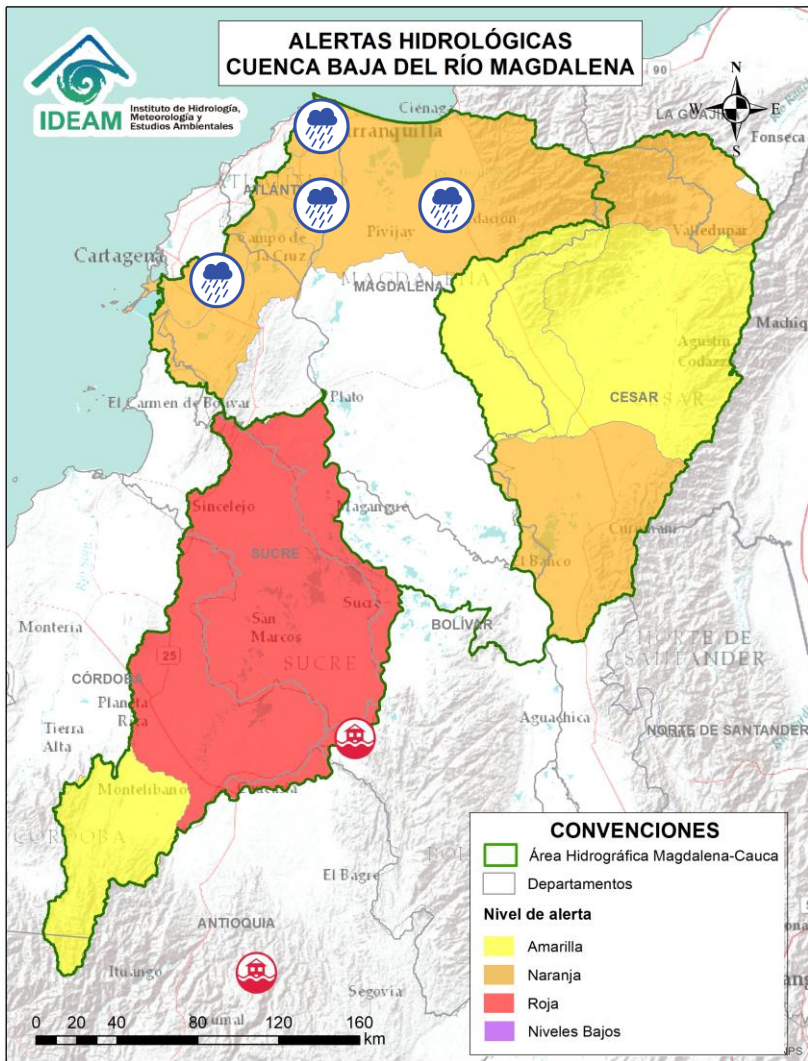 ALERTAS HIDROLÓGICAS
CUENCA BAJA DEL RÍO MAGDALENA
IDEAM
Instituto de Hidrología,
Meteorología y
Estudios Ambientales
N
W E
S
90
Ciénaga
LA GUAJIRA
Fonseca
Valledupar
Pivijay
Cartagena
Campo de
la Cruz
MAGDALENA
MAGDALENA
Agustín
CESAR
El Carmen de Bolívar
Plato
Sincelejo
Magangué
SUCRE
El Banco
Sucre
San
Marcos
SUCRE
BOLÍVAR
Montería
25
NORTE DE
SANTANDER
CÓRDOBA
Planeta
Rica
Tierra
Alta
Aguachica
NORTE DE SANTANDER
Montelíbano
CÓRDOBA
El Bagre
ANTIOQUIA
Ituango
Segovia
0 20 40 80 120 160
km
CONVENCIONES
Área Hidrográfica Magdalena-Cauca
Departamentos
Nivel de alerta
Amarilla
Naranja
Roja
Niveles Bajos